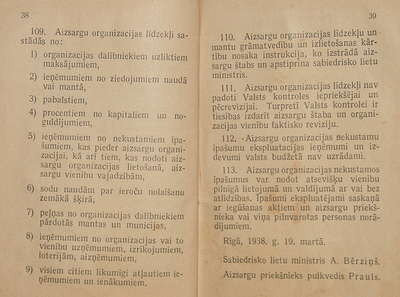 38
109. Aizsargu organizacijas līdzekļi sa-
stādās no:
1) organizacijas dalībniekiem uzliktiem
maksājumiem,
2) ieņēmumiem no ziedojumiem naudā
vai mantā,
3) pabalstiem,
4) procentiem no kapitaliem un no-
guldījumiem,
5) ieņēmumiem no nekustamiem īpa-
šumiem, kas pieder aizsargu organi-
zacijai, kā arī tiem, kas nodoti aiz-
sargu organizacijas lietošanā, aiz-
sargu vienību vajadzībām,
6) sodu naudām par ieroču nolaišanu
zemākā šķirā,
7) peļņas no organizacijas dalībniekiem
pārdotās mantas un municijas,
8) ieņēmumiem no organizacijas vai to
vienību uzņēmumiem, izrīkojumiem,
loterijām, aizņēmumiem,
9) visiem citiem likumīgi atļautiem ie-
ņēmumiem un ienākumiem.
39
110. Aizsargu organizacijas līdzekļu un
mantu grāmatvedību un izlietošanas kār-
tību nosaka instrukcija, ko izstrādā aiz-
sargu štabs un apstiprina sabiedrisko lietu
ministris.
111. Aizsargu organizacijas līdzekļi nav
padoti Valsts kontroles iepriekšējai un
pēcrevizijai. Turpretī Valsts kontrolei ir
tiesības izdarīt aizsargu štaba un organi-
zacijas vienību faktisko reviziju.
112. Aizsargu organizacijas nekustamu
īpašumu ekspluatacijas ieņēmumi un iz-
devumi valsts budžetā nav uzrādami.
113. Aizsargu organizacijas nekustamos
īpašumus var nodot atsevišķu vienību
pilnīgā lietojumā un valdījumā ar vai bez
atlīdzības. Īpašumi ekspluatējami saskaņā
ar iegūšanas aktiem un aizsargu priekš-
nieka vai viņa pilnvarotas personas norā-
dījumiem.
Rīgā, 1938. g. 19. martā.
Sabiedrisko lietu ministris A. Bērziņš.
Aizsargu priekšnieks pulkvedis Prauls.